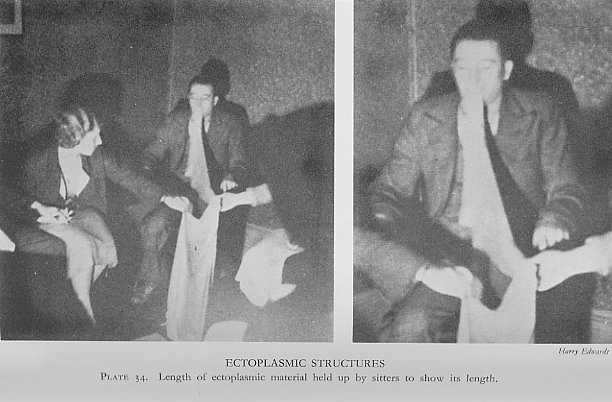 Harry Edwards
ECTOPLASMIC STRUCTURES
PLATE 34. Length of ectoplasmic material held up by sitters to show its length.